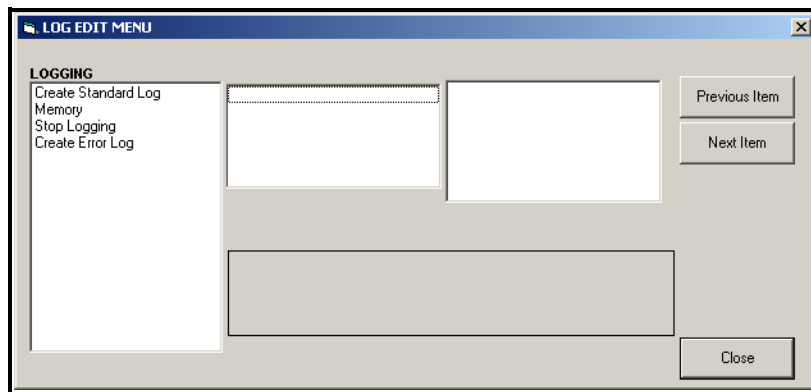 LOG EDIT MENU
LOGGING
Create Standard Log
Memory
Stop Logging
Create Error Log
Previous Item
Next Item
Close